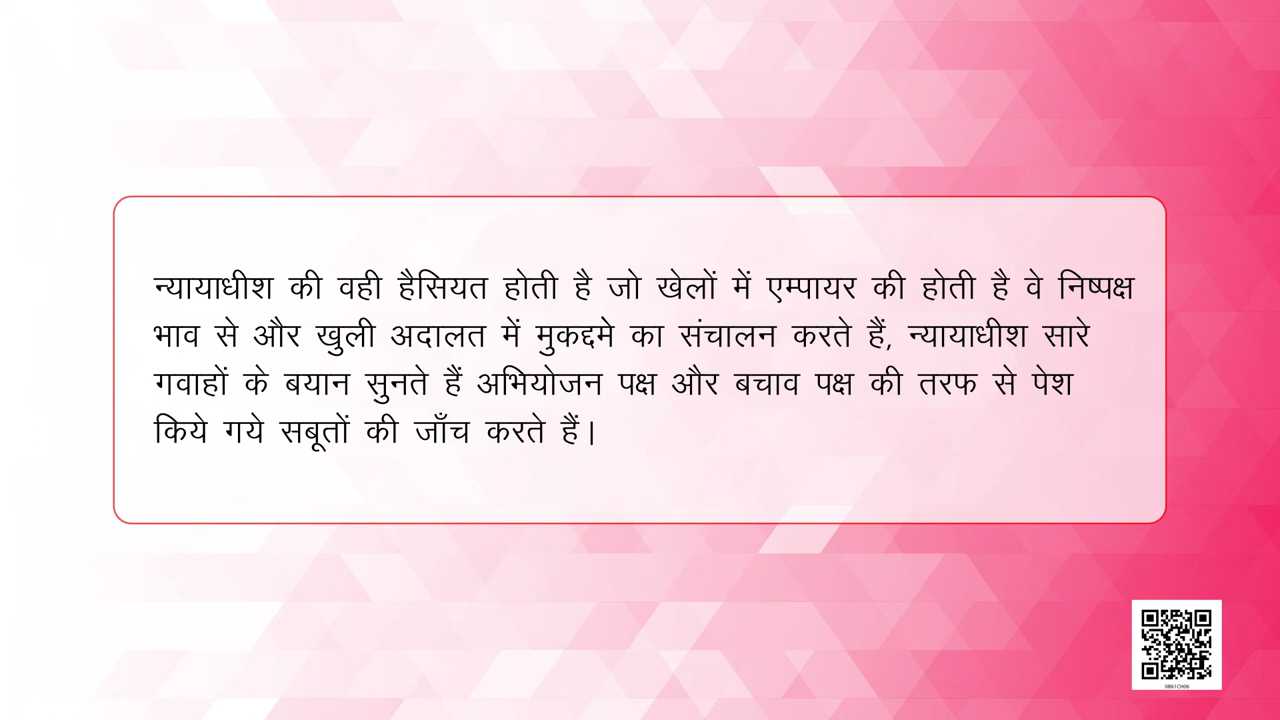 न्यायाधीश की वही हैसियत होती है जो खेलों में एम्पायर की होती है वे निष्पक्ष
भाव से और खुली अदालत में मुकद्दमे का संचालन करते हैं, न्यायाधीश सारे
गवाहों के बयान सुनते हैं अभियोजन पक्ष और बचाव पक्ष की तरफ से पेश
किये गये सबूतों की जाँच करते हैं।
0861CH06